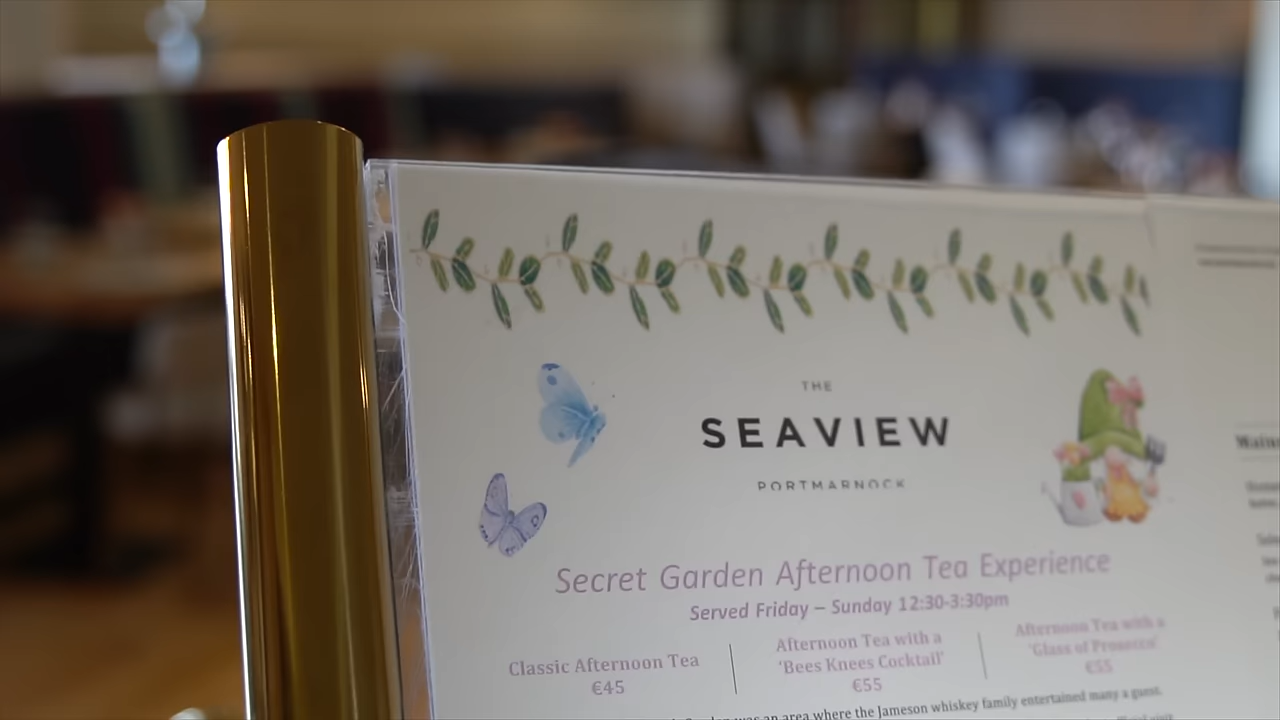 THE
SEAVIEW
PORTMARNOCK
Secret Garden Afternoon Tea Experience
Served Friday – Sunday 12:30-3:30pm
Classic Afternoon Tea
€45
Afternoon Tea with a
'Bees Knees Cocktail'
€55
Afternoon Tea with a
'Glass of Prosecco'
€55
Garden was an area where the Jameson whiskey family entertained many a guest.